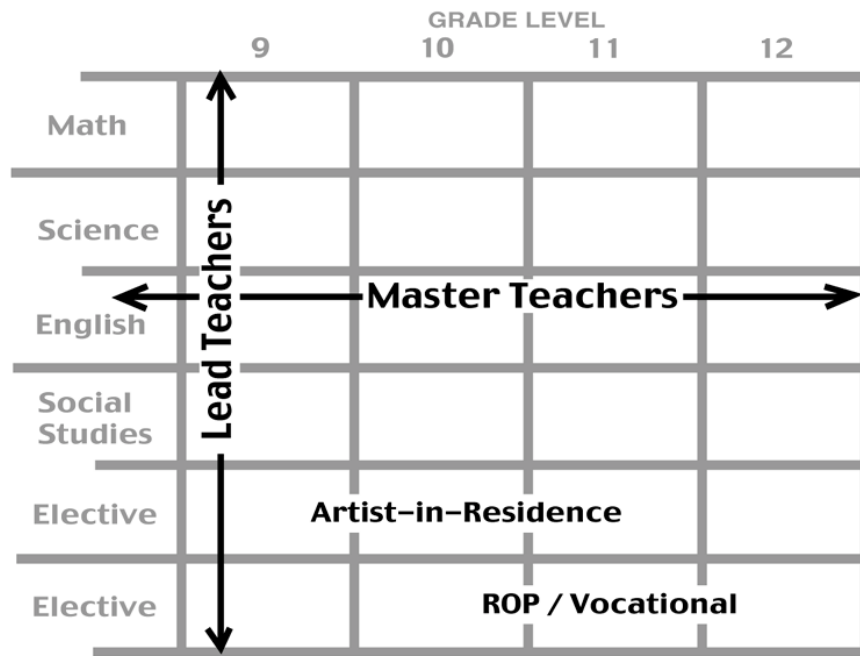 GRADE LEVEL
9 10 11 12
Math
Science
Lead Teachers
Master Teachers
English
Social
Studies
Elective
Artist–in–Residence
Elective
ROP / Vocational